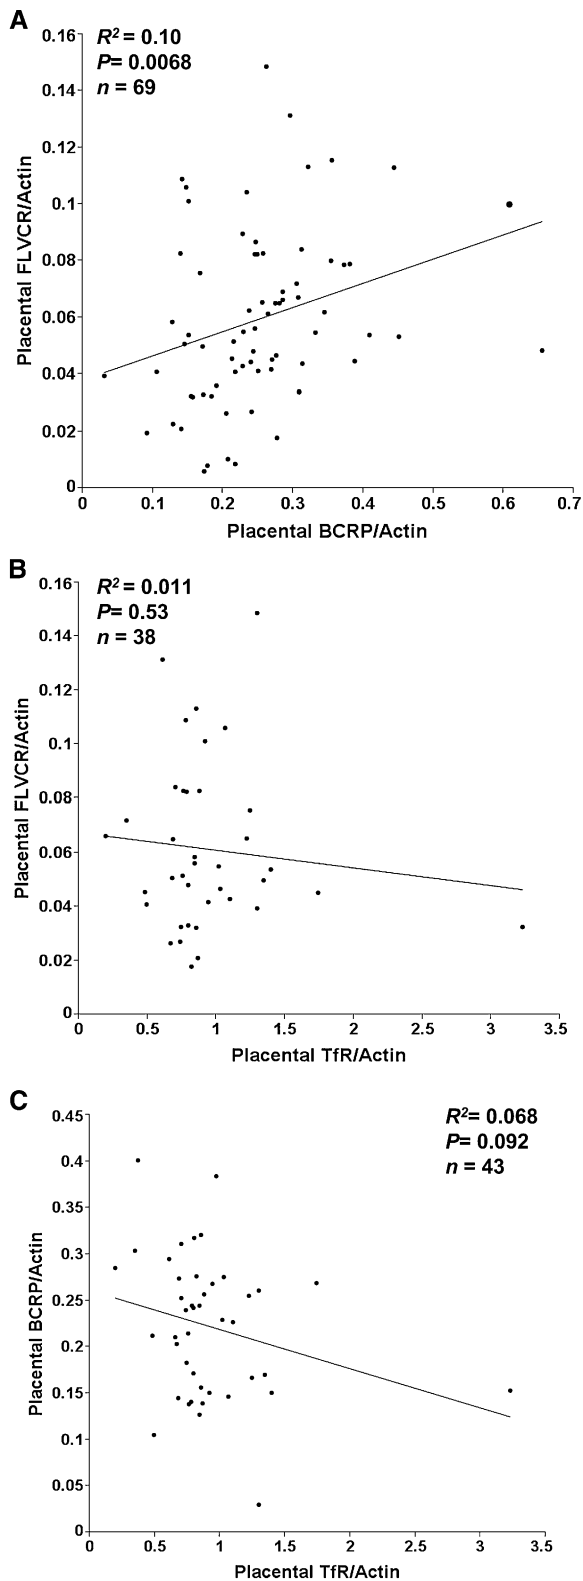 A
R² = 0.10
P= 0.0068
n = 69
0.16
0.14
0.12
0.1
0.08
0.06
0.04
0.02
0
Placental FLVCR/Actin
0 0.1 0.2 0.3 0.4 0.5 0.6 0.7
Placental BCRP/Actin
B
R² = 0.011
P= 0.53
n = 38
0.16
0.14
0.12
0.1
0.08
0.06
0.04
0.02
0
Placental FLVCR/Actin
0 0.5 1 1.5 2 2.5 3 3.5
Placental TfR/Actin
C
R²= 0.068
P= 0.092
n = 43
0.45
0.4
0.35
0.3
0.25
0.2
0.15
0.1
0.05
0
Placental BCRP/Actin
0 0.5 1 1.5 2 2.5 3 3.5
Placental TfR/Actin